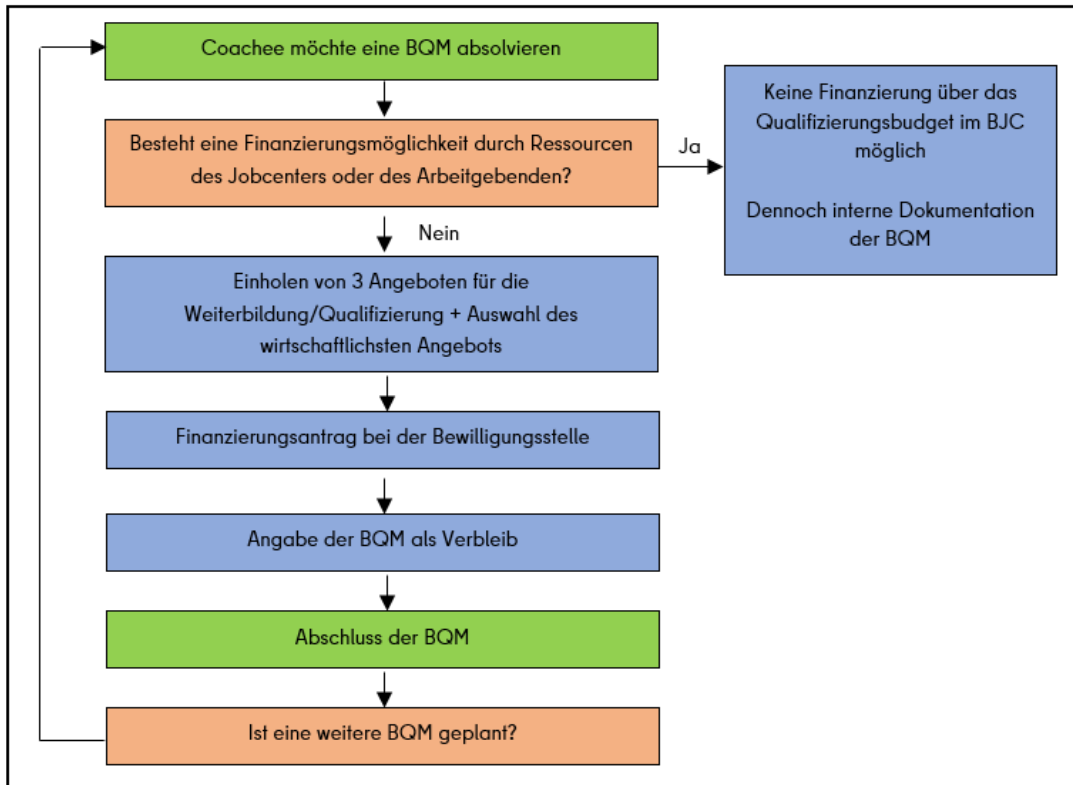 Coachee möchte eine BQM absolvieren
Besteht eine Finanzierungsmöglichkeit durch Ressourcen
des Jobcenters oder des Arbeitgebenden?
Ja
Keine Finanzierung über das
Qualifizierungsbudget im BJC
möglich
Dennoch interne Dokumentation
der BQM
Nein
Einholen von 3 Angeboten für die
Weiterbildung/Qualifizierung + Auswahl des
wirtschaftlichsten Angebots
Finanzierungsantrag bei der Bewilligungsstelle
Angabe der BQM als Verbleib
Abschluss der BQM
Ist eine weitere BQM geplant?